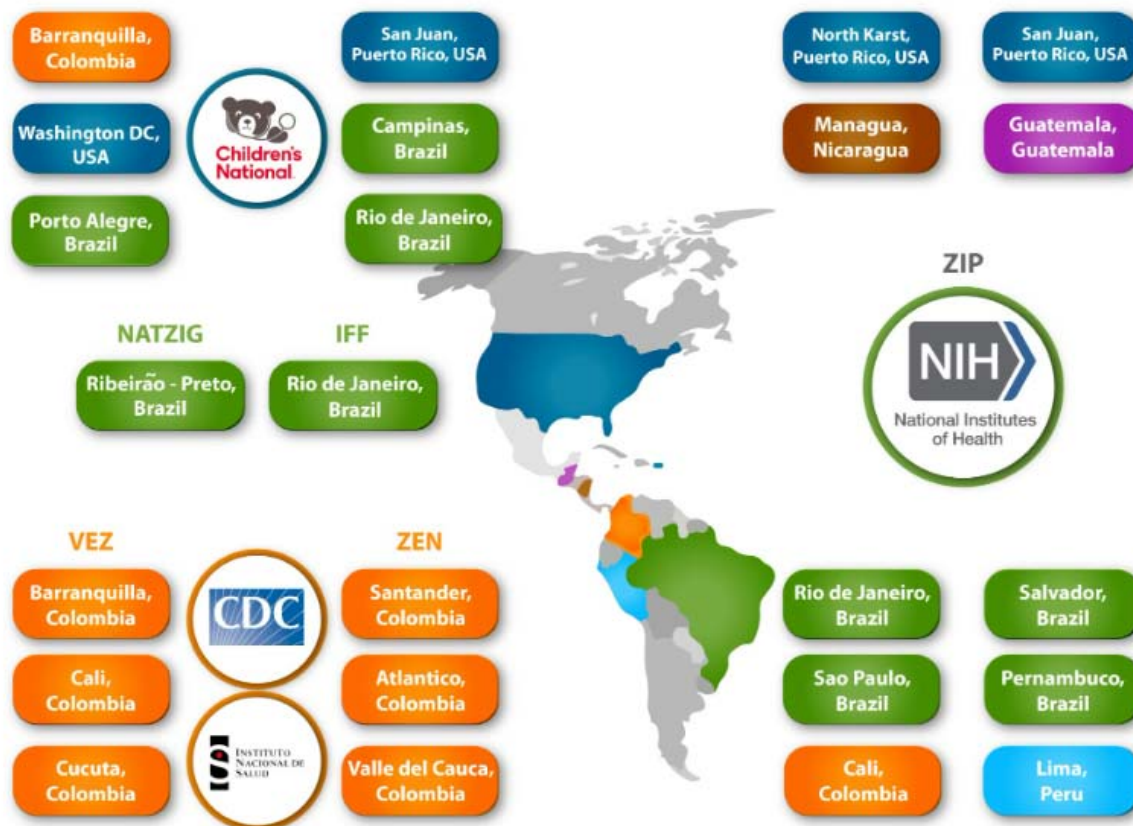 Barranquilla,
Colombia
Washington DC,
USA
Porto Alegre,
Brazil
Children's
National
San Juan,
Puerto Rico, USA
Campinas,
Brazil
Rio de Janeiro,
Brazil
North Karst,
Puerto Rico, USA
San Juan,
Puerto Rico, USA
Managua,
Nicaragua
Guatemala,
Guatemala
NATZIG
Ribeirão - Preto,
Brazil
IFF
Rio de Janeiro,
Brazil
ZIP
NIH
National Institutes
of Health
VEZ
Barranquilla,
Colombia
Cali,
Colombia
Cucuta,
Colombia
CDC
INSTITUTO
NACIONAL DE
SALUD
ZEN
Santander,
Colombia
Atlantico,
Colombia
Valle del Cauca,
Colombia
Rio de Janeiro,
Brazil
Salvador,
Brazil
Sao Paulo,
Brazil
Pernambuco,
Brazil
Cali,
Colombia
Lima,
Peru